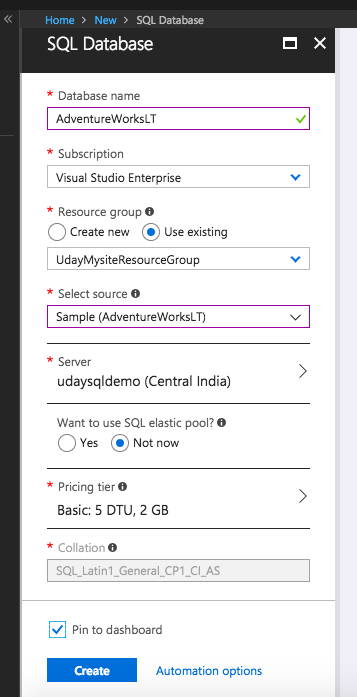 Home > New > SQL Database
SQL Database
* Database name
AdventureWorksLT
* Subscription
Visual Studio Enterprise
* Resource group
Create new Use existing
UdayMysiteResourceGroup
* Select source
Sample (AdventureWorksLT)
* Server
udaysqldemo (Central India)
Want to use SQL elastic pool?
Yes Not now
* Pricing tier
Basic: 5 DTU, 2 GB
* Collation
SQL_Latin1_General_CP1_CI_AS
Pin to dashboard
Create Automation options